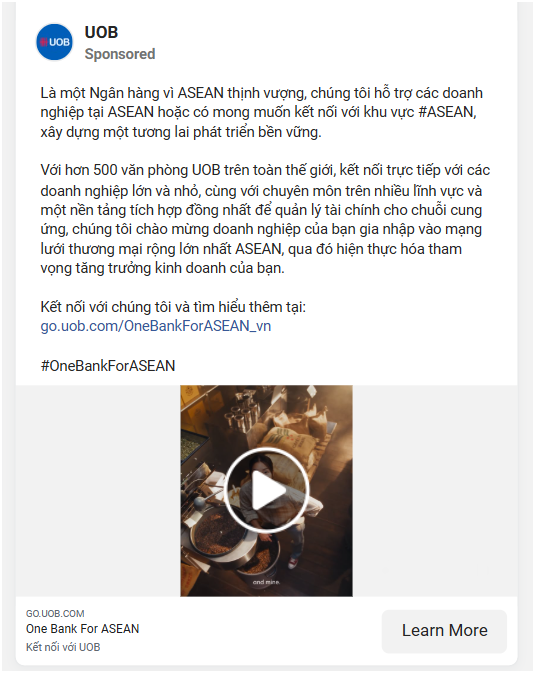 UOB
UOB
Sponsored
Là một Ngân hàng vì ASEAN thịnh vượng, chúng tôi hỗ trợ các doanh
nghiệp tại ASEAN hoặc có mong muốn kết nối với khu vực #ASEAN,
xây dựng một tương lai phát triển bền vững.
Với hơn 500 văn phòng UOB trên toàn thế giới, kết nối trực tiếp với các
doanh nghiệp lớn và nhỏ, cùng với chuyên môn trên nhiều lĩnh vực và
một nền tảng tích hợp đồng nhất để quản lý tài chính cho chuỗi cung
ứng, chúng tôi chào mừng doanh nghiệp của bạn gia nhập vào mạng
lưới thương mại rộng lớn nhất ASEAN, qua đó hiện thực hóa tham
vọng tăng trưởng kinh doanh của bạn.
Kết nối với chúng tôi và tìm hiểu thêm tại:
go.uob.com/OneBankForASEAN_vn
#OneBankForASEAN
and mine.
GO.UOB.COM
One Bank For ASEAN
Kết nối với UOB
Learn More